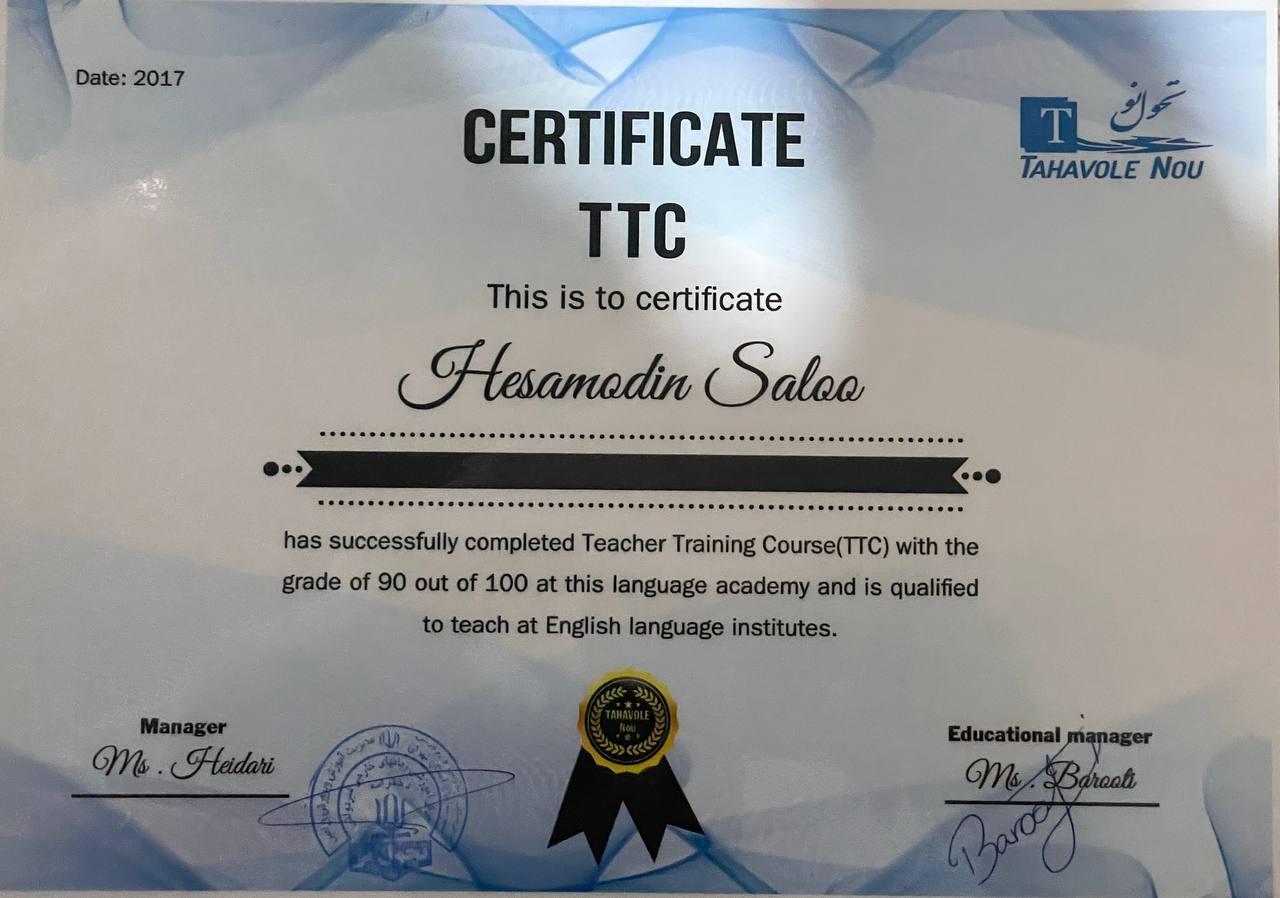 Date: 2017
تحول نو
T
TAHAVOLE NOU
CERTIFICATE
TTC
This is to certificate
Hesamodin Saloo
has successfully completed Teacher Training Course(TTC) with the
grade of 90 out of 100 at this language academy and is qualified
to teach at English language institutes.
TAHAVOLE
Nou
Manager
Ms . Heidari
Educational manager
Ms . Barooti